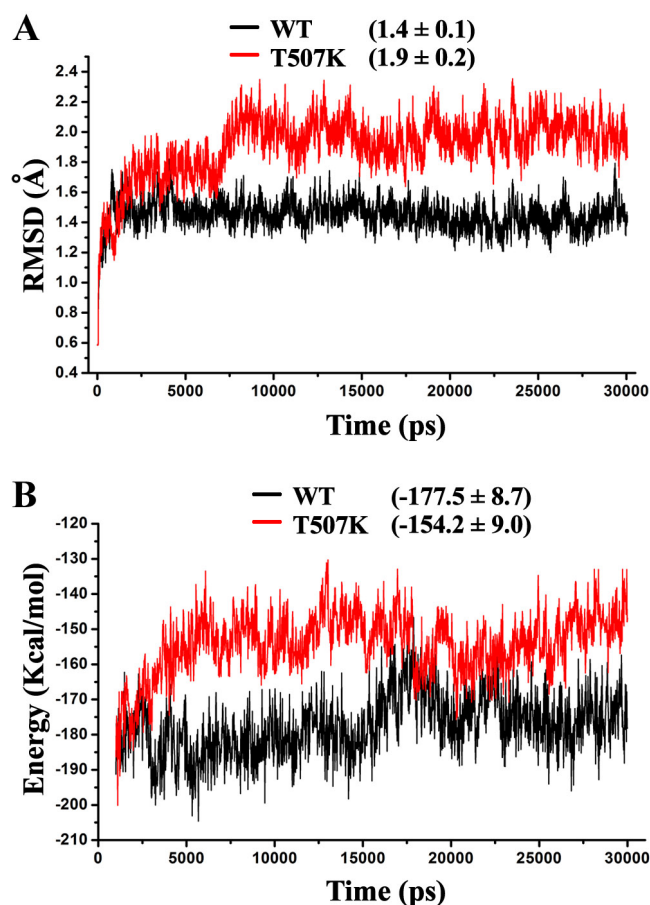 A
WT (1.4 ± 0.1)
T507K (1.9 ± 0.2)
2.4
2.2
2.0
1.8
1.6
1.4
1.2
1.0
0.8
0.6
0.4
RMSD (Å)
0 5000 10000 15000 20000 25000 30000
Time (ps)
B
WT (-177.5 ± 8.7)
T507K (-154.2 ± 9.0)
-120
-130
-140
-150
-160
-170
-180
-190
-200
-210
Energy (Kcal/mol)
0 5000 10000 15000 20000 25000 30000
Time (ps)